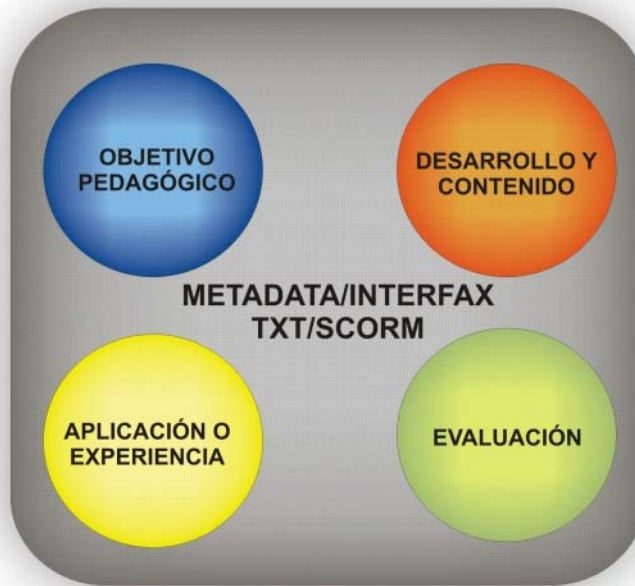 OBJETIVO
PEDAGÓGICO
DESARROLLO Y
CONTENIDO
METADATA/INTERFAX
TXT/SCORM
APLICACIÓN O
EXPERIENCIA
EVALUACIÓN